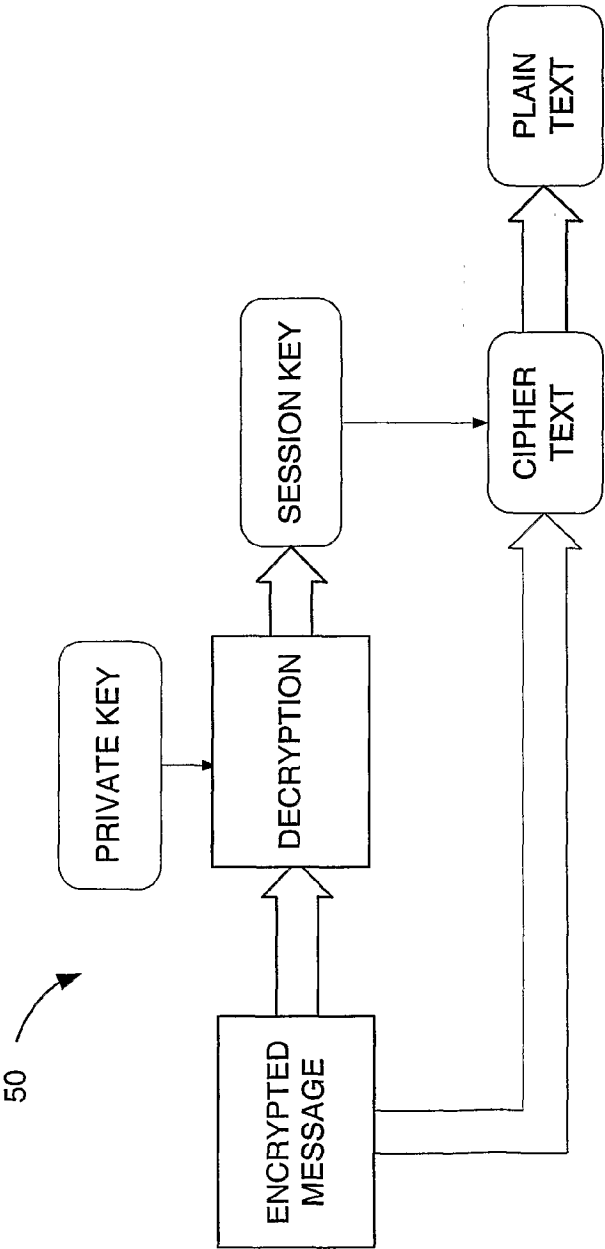 50
PRIVATE KEY
ENCRYPTED
MESSAGE
DECRYPTION
SESSION KEY
CIPHER
TEXT
PLAIN
TEXT